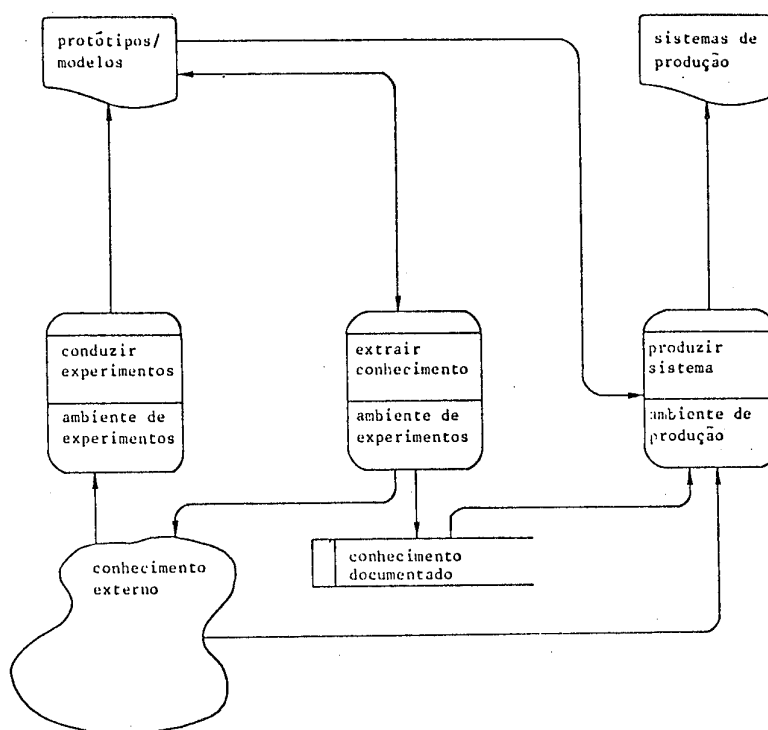 protótipos/
modelos
sistemas de
produção
conduzir
experimentos
ambiente de
experimentos
extrair
conhecimento
ambiente de
experimentos
produzir
sistema
ambiente de
produção
conhecimento
externo
conhecimento
documentado